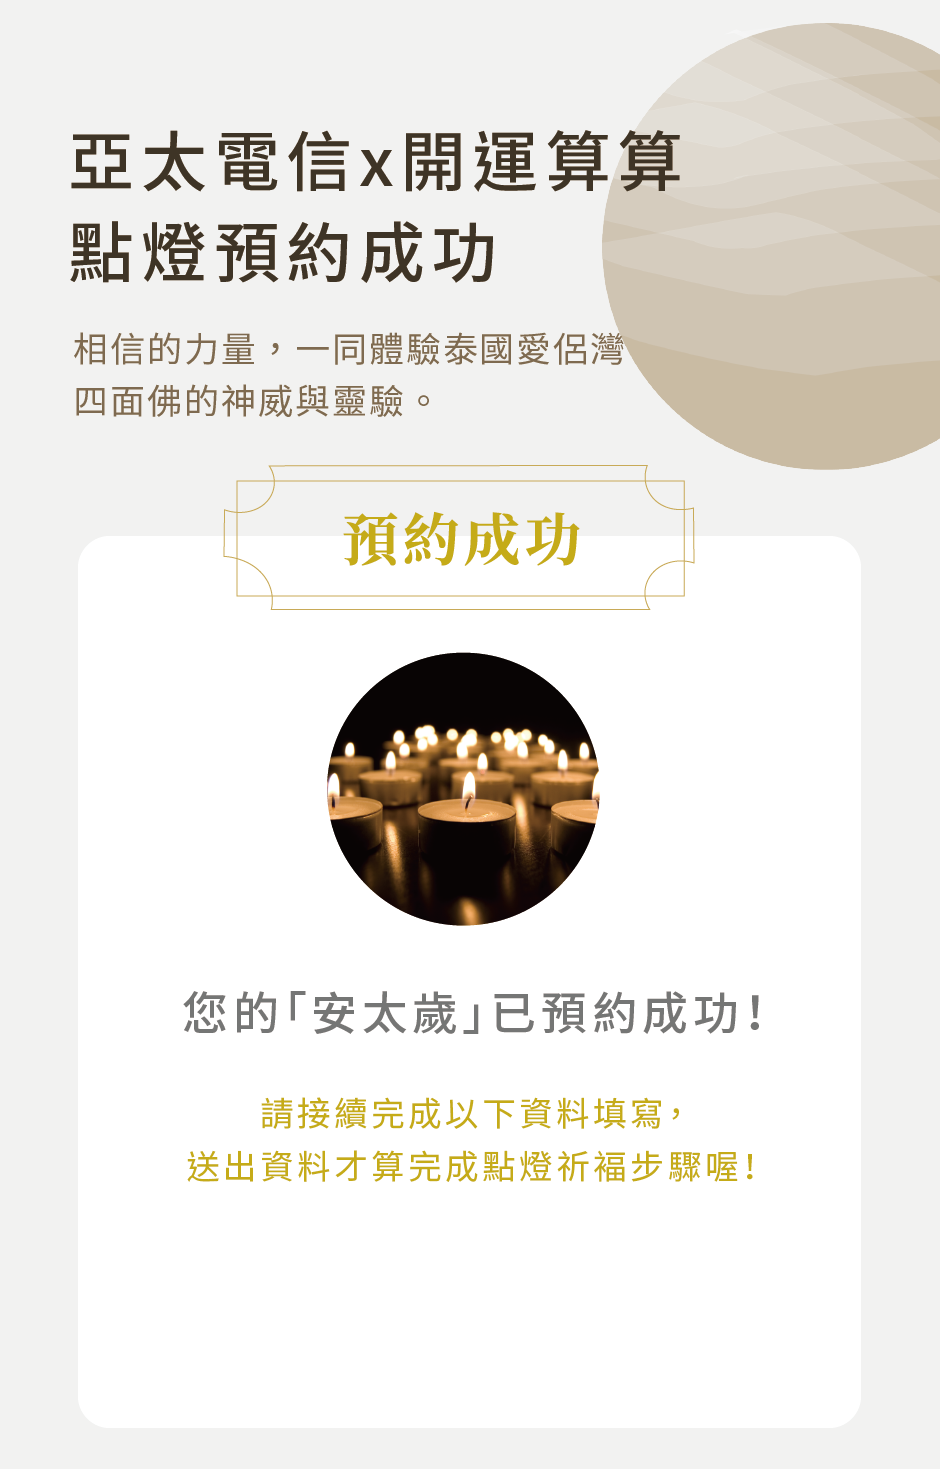 亞太電信x開運算算
點燈預約成功
相信的力量，一同體驗泰國愛侶灣
四面佛的神威與靈驗。
預約成功
您的「安太歲」已預約成功！
請接續完成以下資料填寫，
送出資料才算完成點燈祈福步驟喔！